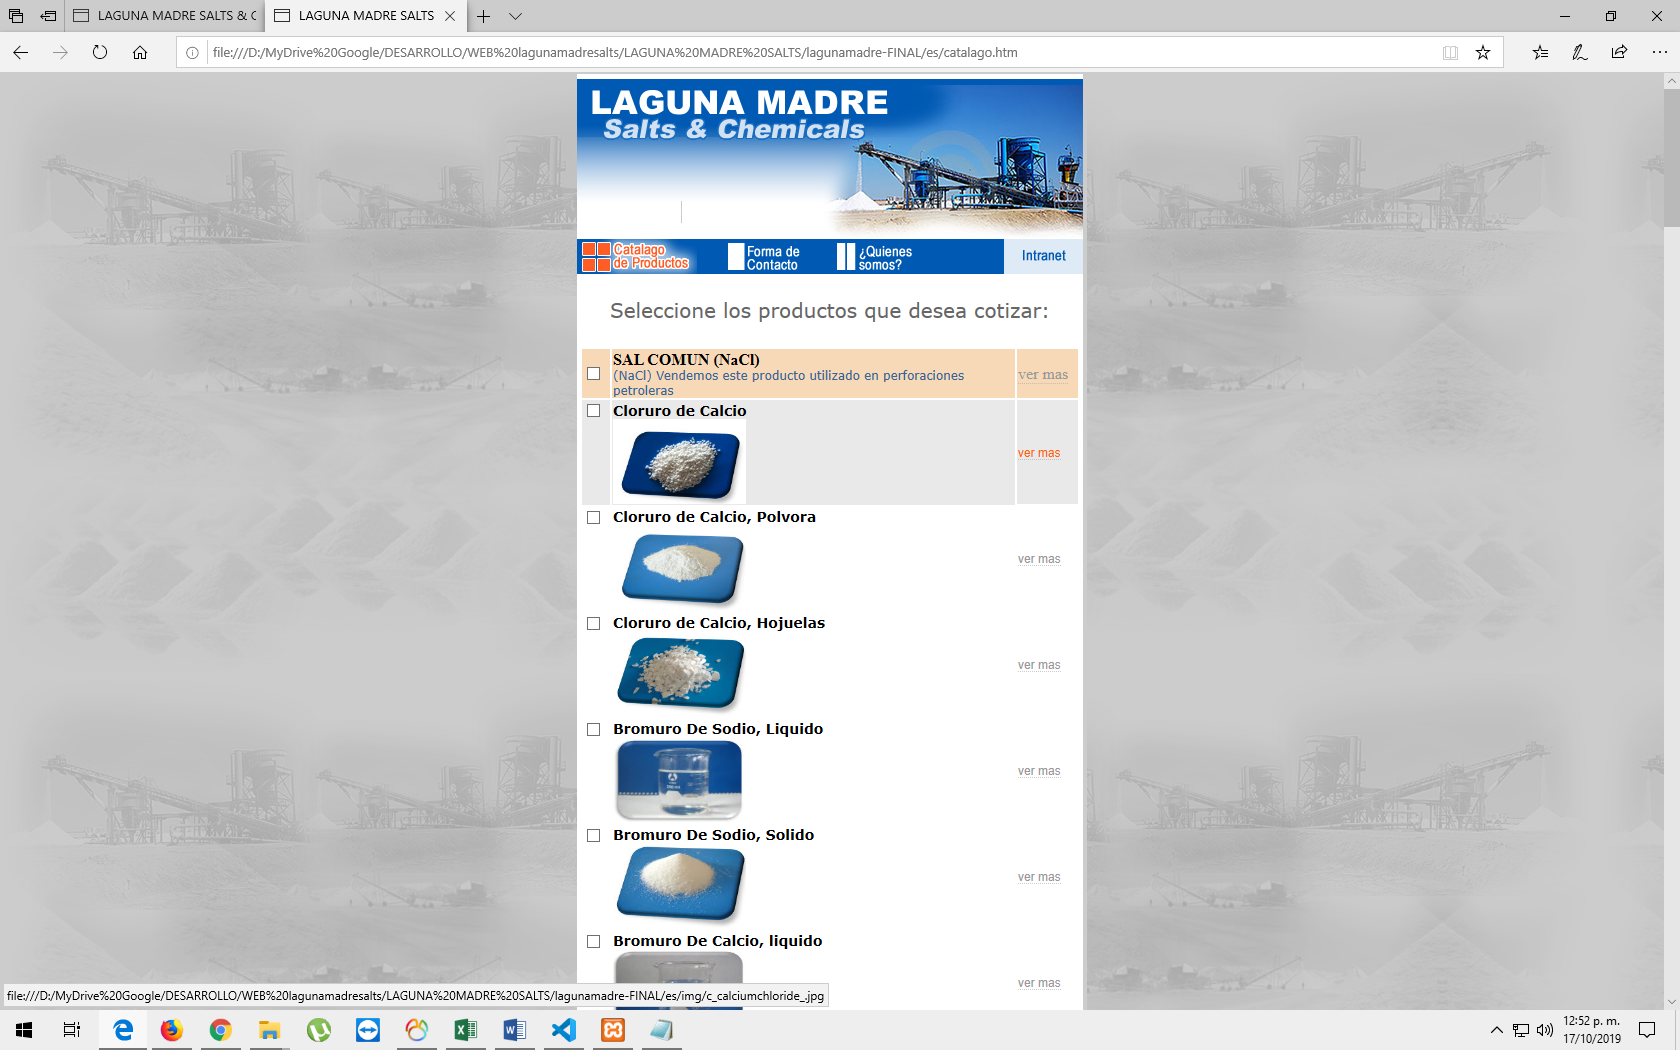 LAGUNA MADRE SALTS & C
LAGUNA MADRE SALTS
file:///D:/MyDrive%20Google/DESARROLLO/WEB%20lagunamadresalts/LAGUNA%20MADRE%20SALTS/lagunamadre-FINAL/es/catalago.htm
LAGUNA MADRE
Salts & Chemicals
Catalago
de Productos
Forma de
Contacto
¿Quienes
somos?
Intranet
Seleccione los productos que desea cotizar:
SAL COMUN (NaCl)
(NaCl) Vendemos este producto utilizado en perforaciones
petroleras
ver mas
Cloruro de Calcio
ver mas
Cloruro de Calcio, Polvora
ver mas
Cloruro de Calcio, Hojuelas
ver mas
Bromuro De Sodio, Liquido
ver mas
Bromuro De Sodio, Solido
ver mas
Bromuro De Calcio, liquido
ver mas
file:///D:/MyDrive%20Google/DESARROLLO/WEB%20lagunamadresalts/LAGUNA%20MADRE%20SALTS/lagunamadre-FINAL/es/img/c_calciumchloride_.jpg
12:52 p. m.
17/10/2019